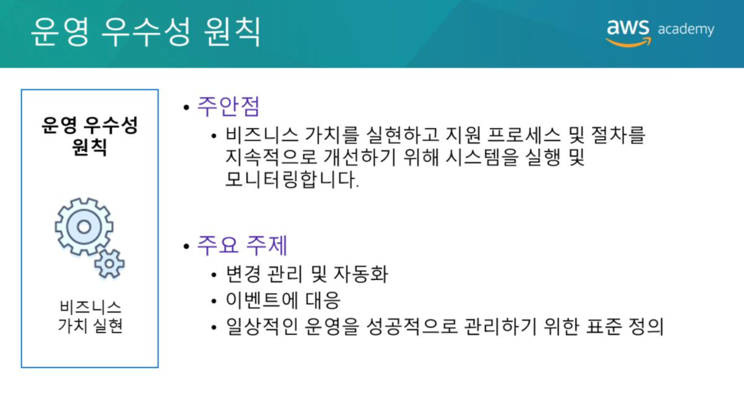 운영 우수성 원칙
aws academy
운영 우수성
원칙
비즈니스
가치 실현
• 주안점
• 비즈니스 가치를 실현하고 지원 프로세스 및 절차를
지속적으로 개선하기 위해 시스템을 실행 및
모니터링합니다.
• 주요 주제
• 변경 관리 및 자동화
• 이벤트에 대응
• 일상적인 운영을 성공적으로 관리하기 위한 표준 정의